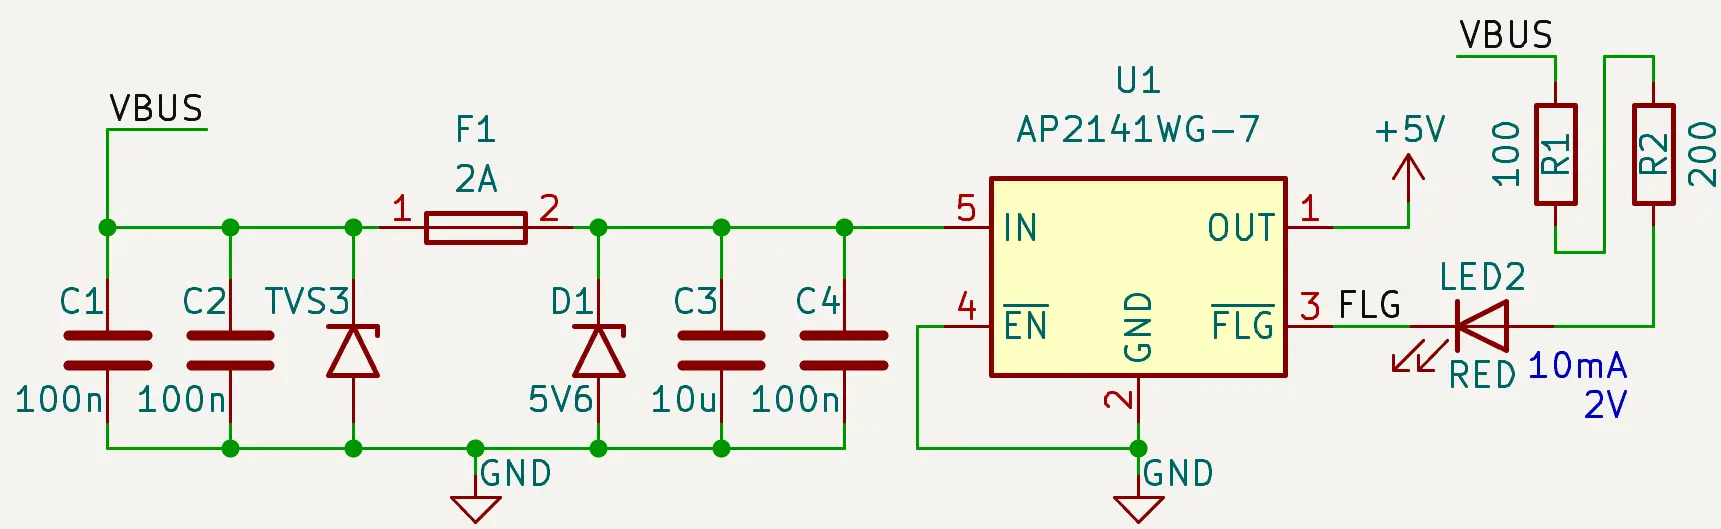 VBUS
F1
2A
1
2
C1
100n
C2
100n
TVS3
D1
5V6
C3
10u
C4
100n
GND
U1
AP2141WG-7
5
IN
OUT
1
4
EN
GND
FLG
3
2
GND
+5V
FLG
VBUS
100
R1
R2
200
LED2
RED
10mA
2V